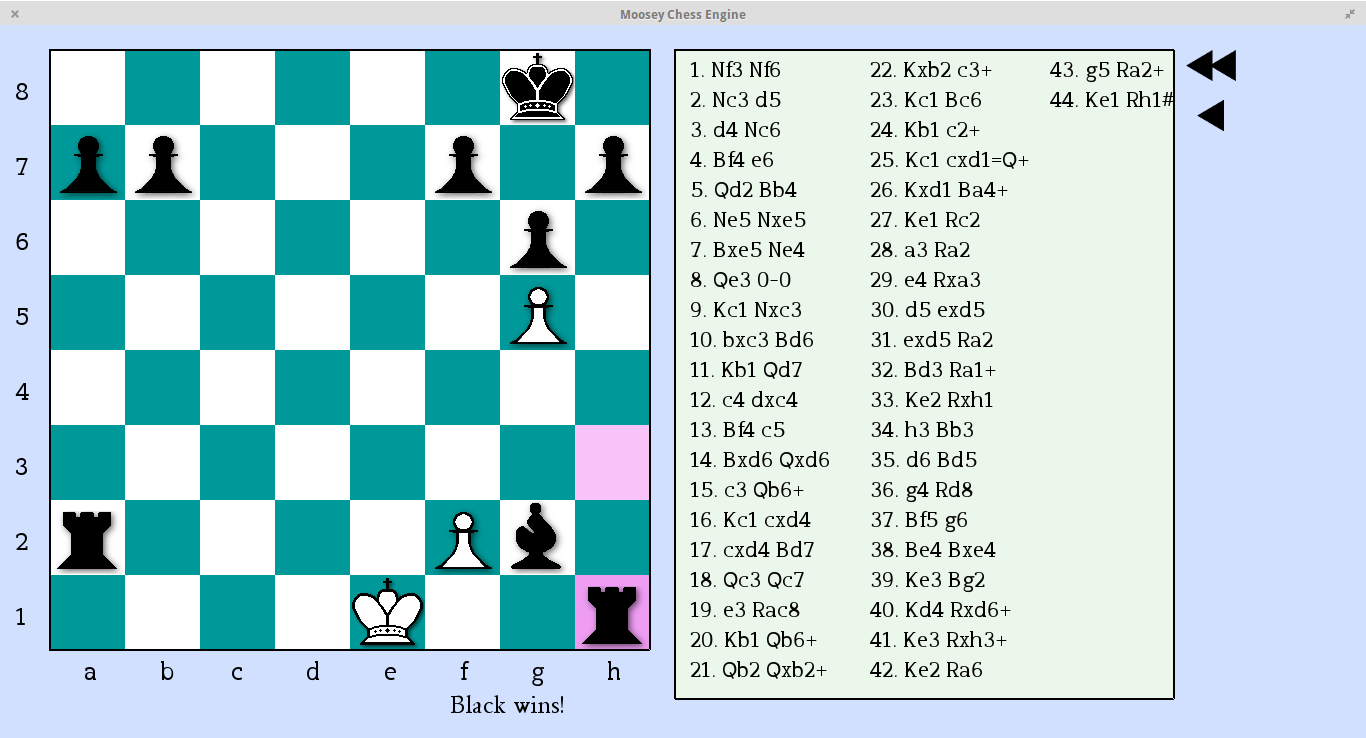 Moosey Chess Engine
8
7
6
5
4
3
2
1
a b c d e f g h
Black wins!
1. Nf3 Nf6
2. Nc3 d5
3. d4 Nc6
4. Bf4 e6
5. Qd2 Bb4
6. Ne5 Nxe5
7. Bxe5 Ne4
8. Qe3 0-0
9. Kc1 Nxc3
10. bxc3 Bd6
11. Kb1 Qd7
12. c4 dxc4
13. Bf4 c5
14. Bxd6 Qxd6
15. c3 Qb6+
16. Kc1 cxd4
17. cxd4 Bd7
18. Qc3 Qc7
19. e3 Rac8
20. Kb1 Qb6+
21. Qb2 Qxb2+
22. Kxb2 c3+
23. Kc1 Bc6
24. Kb1 c2+
25. Kc1 cxd1=Q+
26. Kxd1 Ba4+
27. Ke1 Rc2
28. a3 Ra2
29. e4 Rxa3
30. d5 exd5
31. exd5 Ra2
32. Bd3 Ra1+
33. Ke2 Rxh1
34. h3 Bb3
35. d6 Bd5
36. g4 Rd8
37. Bf5 g6
38. Be4 Bxe4
39. Ke3 Bg2
40. Kd4 Rxd6+
41. Ke3 Rxh3+
42. Ke2 Ra6
43. g5 Ra2+
44. Ke1 Rh1#